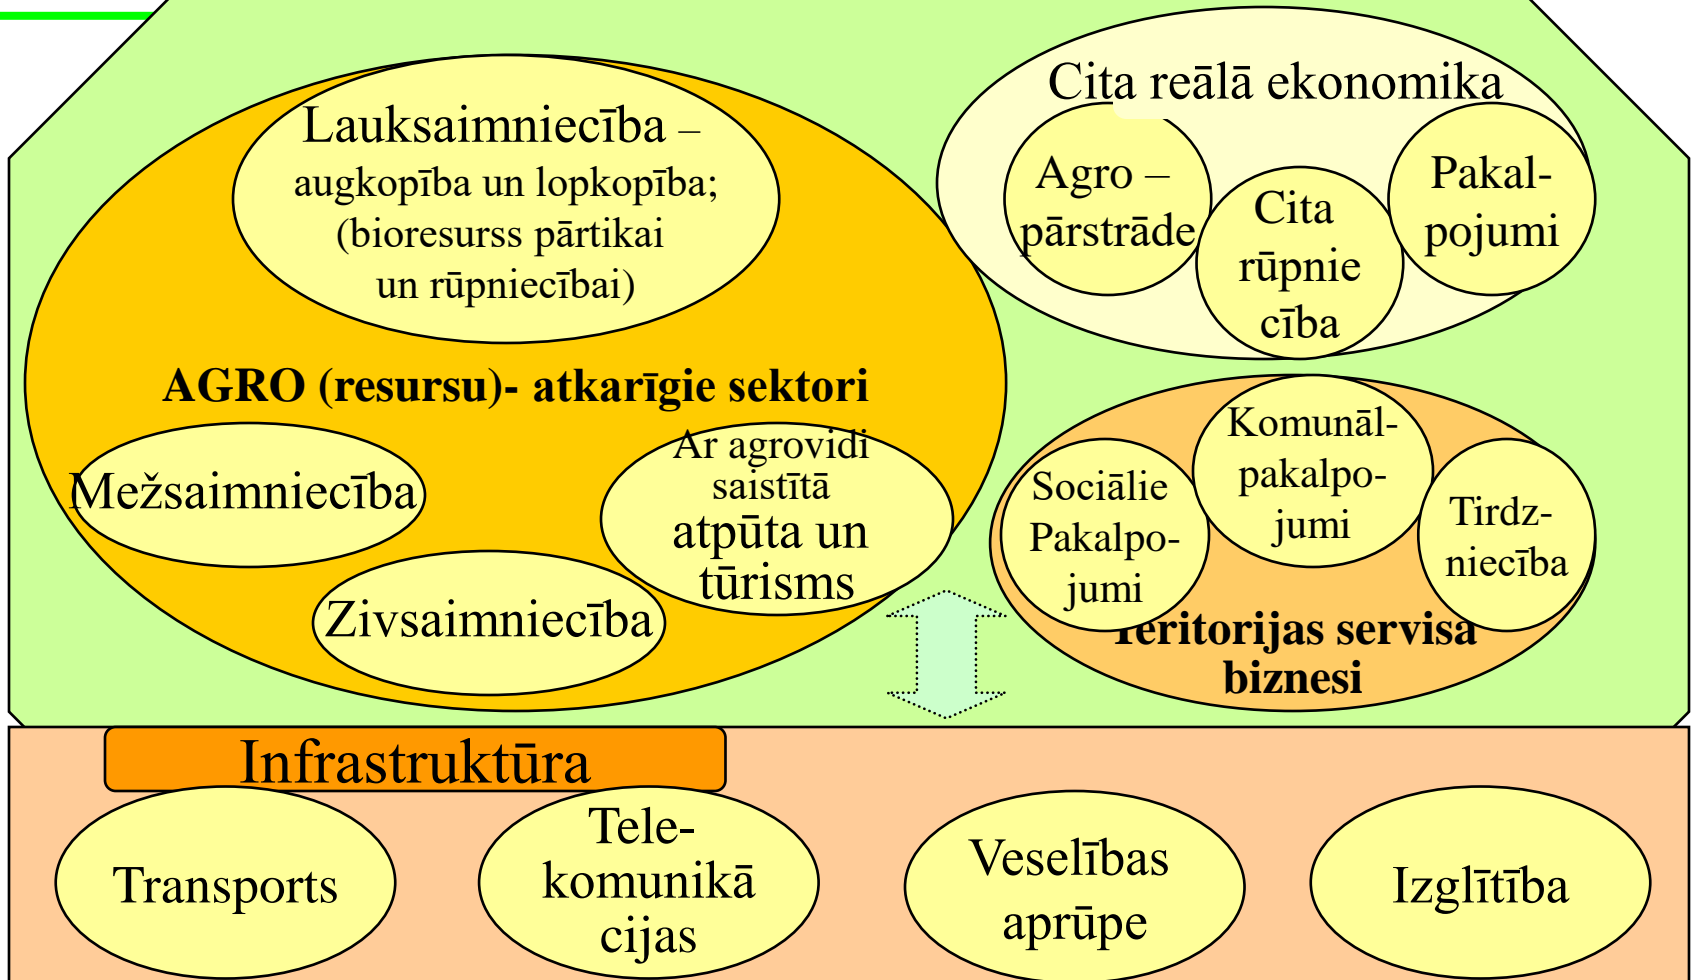 Lauksaimniecība –
augkopība un lopkopība;
(bioresurss pārtikai
un rūpniecībai)
AGRO (resursu)- atkarīgie sektori
Mežsaimniecība
Ar agrovidi
saistītā
atpūta un
tūrisms
Zivsaimniecība
Cita reālā ekonomika
Agro –
pārstrāde
Cita
rūpnie
cība
Pakal-
pojumi
Sociālie
Pakalpo-
jumi
Komunāl-
pakalpo-
jumi
Tirdz-
niecība
Teritorijas servisa
biznesi
Infrastruktūra
Transports
Tele-
komunikā
cijas
Veselības
aprūpe
Izglītība